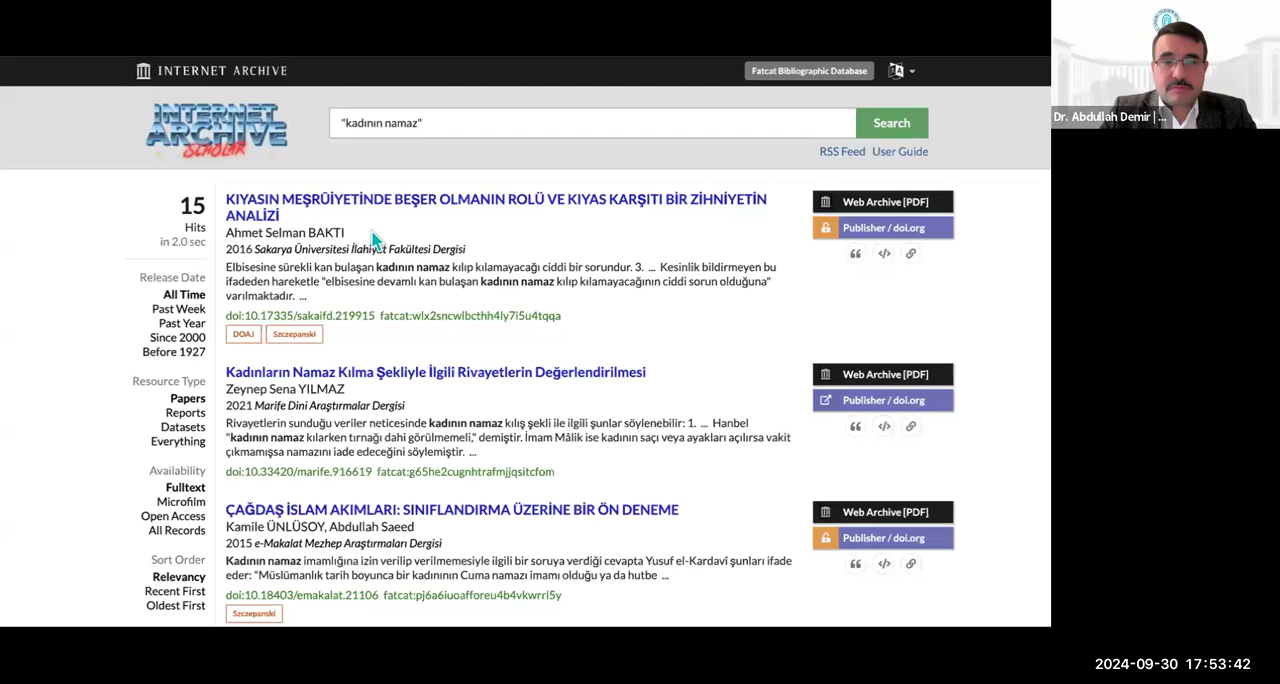 INTERNET ARCHIVE
Fatcat Bibliographic Database
INTERNET
ARCHIVE
SCHOLAR
"kadının namaz"
Search
RSS Feed User Guide
15
Hits
in 2.0 sec
Release Date
All Time
Past Week
Past Year
Since 2000
Before 1927
Resource Type
Papers
Reports
Datasets
Everything
Availability
Fulltext
Microfilm
Open Access
All Records
Sort Order
Relevancy
Recent First
Oldest First
KIYASIN MEŞRÛİYETİNDE BEŞER OLMANIN ROLÜ VE KIYAS KARŞITI BİR ZİHNİYETİN
ANALİZİ
Ahmet Selman BAKTI
2016 Sakarya Üniversitesi İlahiyat Fakültesi Dergisi
Elbisesine sürekli kan bulaşan kadının namaz kılıp kılamayacağı ciddi bir sorundur. 3. ... Kesinlik bildirmeyen bu
ifadeden hareketle "elbisesine devamlı kan bulaşan kadının namaz kılıp kılamayacağının ciddi sorun olduğuna"
varılmaktadır. ...
doi:10.17335/sakaifd.219915 fatcat:wlx2sncwlbcthh4ly7i5u4tqqa
DOAJ Szczepanski
Web Archive [PDF]
Publisher / doi.org
Kadınların Namaz Kılma Şekliyle İlgili Rivayetlerin Değerlendirilmesi
Zeynep Sena YILMAZ
2021 Marife Dini Araştırmalar Dergisi
Rivayetlerin sunduğu veriler neticesinde kadının namaz kılış şekli ile ilgili şunlar söylenebilir: 1. ... Hanbel
"kadının namaz kılarken tırnağı dahi görülmemeli," demiştir. İmam Mâlik ise kadının saçı veya ayakları açılırsa vakit
çıkmamışsa namazını iade edeceğini söylemiştir. ...
doi:10.33420/marife.916619 fatcat:g65he2cugnhtrafmjjqsitcfom
Web Archive [PDF]
Publisher / doi.org
ÇAĞDAŞ İSLAM AKIMLARI: SINIFLANDIRMA ÜZERİNE BİR ÖN DENEME
Kamile ÜNLÜSOY, Abdullah Saeed
2015 e-Makalat Mezhep Araştırmaları Dergisi
Kadının namaz imamlığına izin verilip verilmemesiyle ilgili bir soruya verdiği cevapta Yusuf el-Kardavî şunları ifade
eder: "Müslümanlık tarih boyunca bir kadınının Cuma namazı imamı olduğu ya da hutbe ...
doi:10.18403/emakalat.21106 fatcat:pj6a6iuoafforeu4b4vkwrri5y
Szczepanski
Web Archive [PDF]
Publisher / doi.org
Dr. Abdullah Demir | ...
2024-09-30 17:53:42